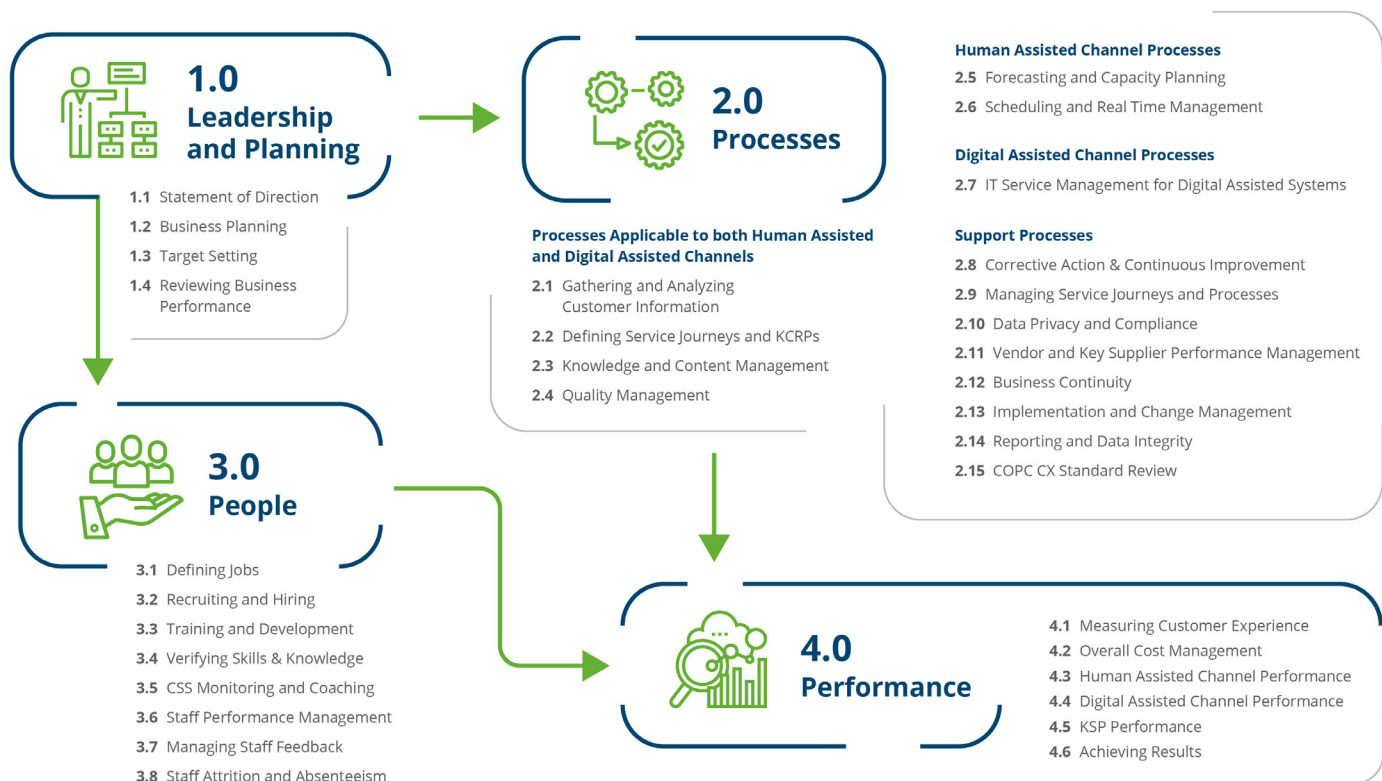 1.0
Leadership
and Planning
1.1 Statement of Direction
1.2 Business Planning
1.3 Target Setting
1.4 Reviewing Business
Performance
2.0
Processes
Processes Applicable to both Human Assisted
and Digital Assisted Channels
2.1 Gathering and Analyzing
Customer Information
2.2 Defining Service Journeys and KCRPs
2.3 Knowledge and Content Management
2.4 Quality Management
Human Assisted Channel Processes
2.5 Forecasting and Capacity Planning
2.6 Scheduling and Real Time Management
Digital Assisted Channel Processes
2.7 IT Service Management for Digital Assisted Systems
Support Processes
2.8 Corrective Action & Continuous Improvement
2.9 Managing Service Journeys and Processes
2.10 Data Privacy and Compliance
2.11 Vendor and Key Supplier Performance Management
2.12 Business Continuity
2.13 Implementation and Change Management
2.14 Reporting and Data Integrity
2.15 COPC CX Standard Review
3.0
People
3.1 Defining Jobs
3.2 Recruiting and Hiring
3.3 Training and Development
3.4 Verifying Skills & Knowledge
3.5 CSS Monitoring and Coaching
3.6 Staff Performance Management
3.7 Managing Staff Feedback
3.8 Staff Attrition and Absenteeism
4.0
Performance
4.1 Measuring Customer Experience
4.2 Overall Cost Management
4.3 Human Assisted Channel Performance
4.4 Digital Assisted Channel Performance
4.5 KSP Performance
4.6 Achieving Results